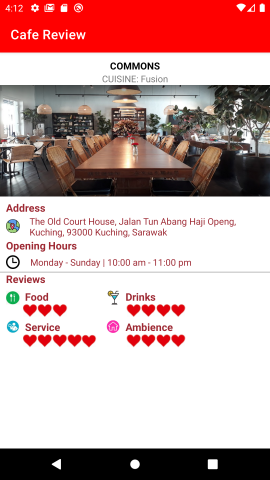 4:12
Cafe Review
COMMONS
CUISINE: Fusion
Address
The Old Court House, Jalan Tun Abang Haji Openg,
Kuching, 93000 Kuching, Sarawak
Opening Hours
Monday - Sunday | 10:00 am - 11:00 pm
Reviews
Food
Drinks
Service
Ambience